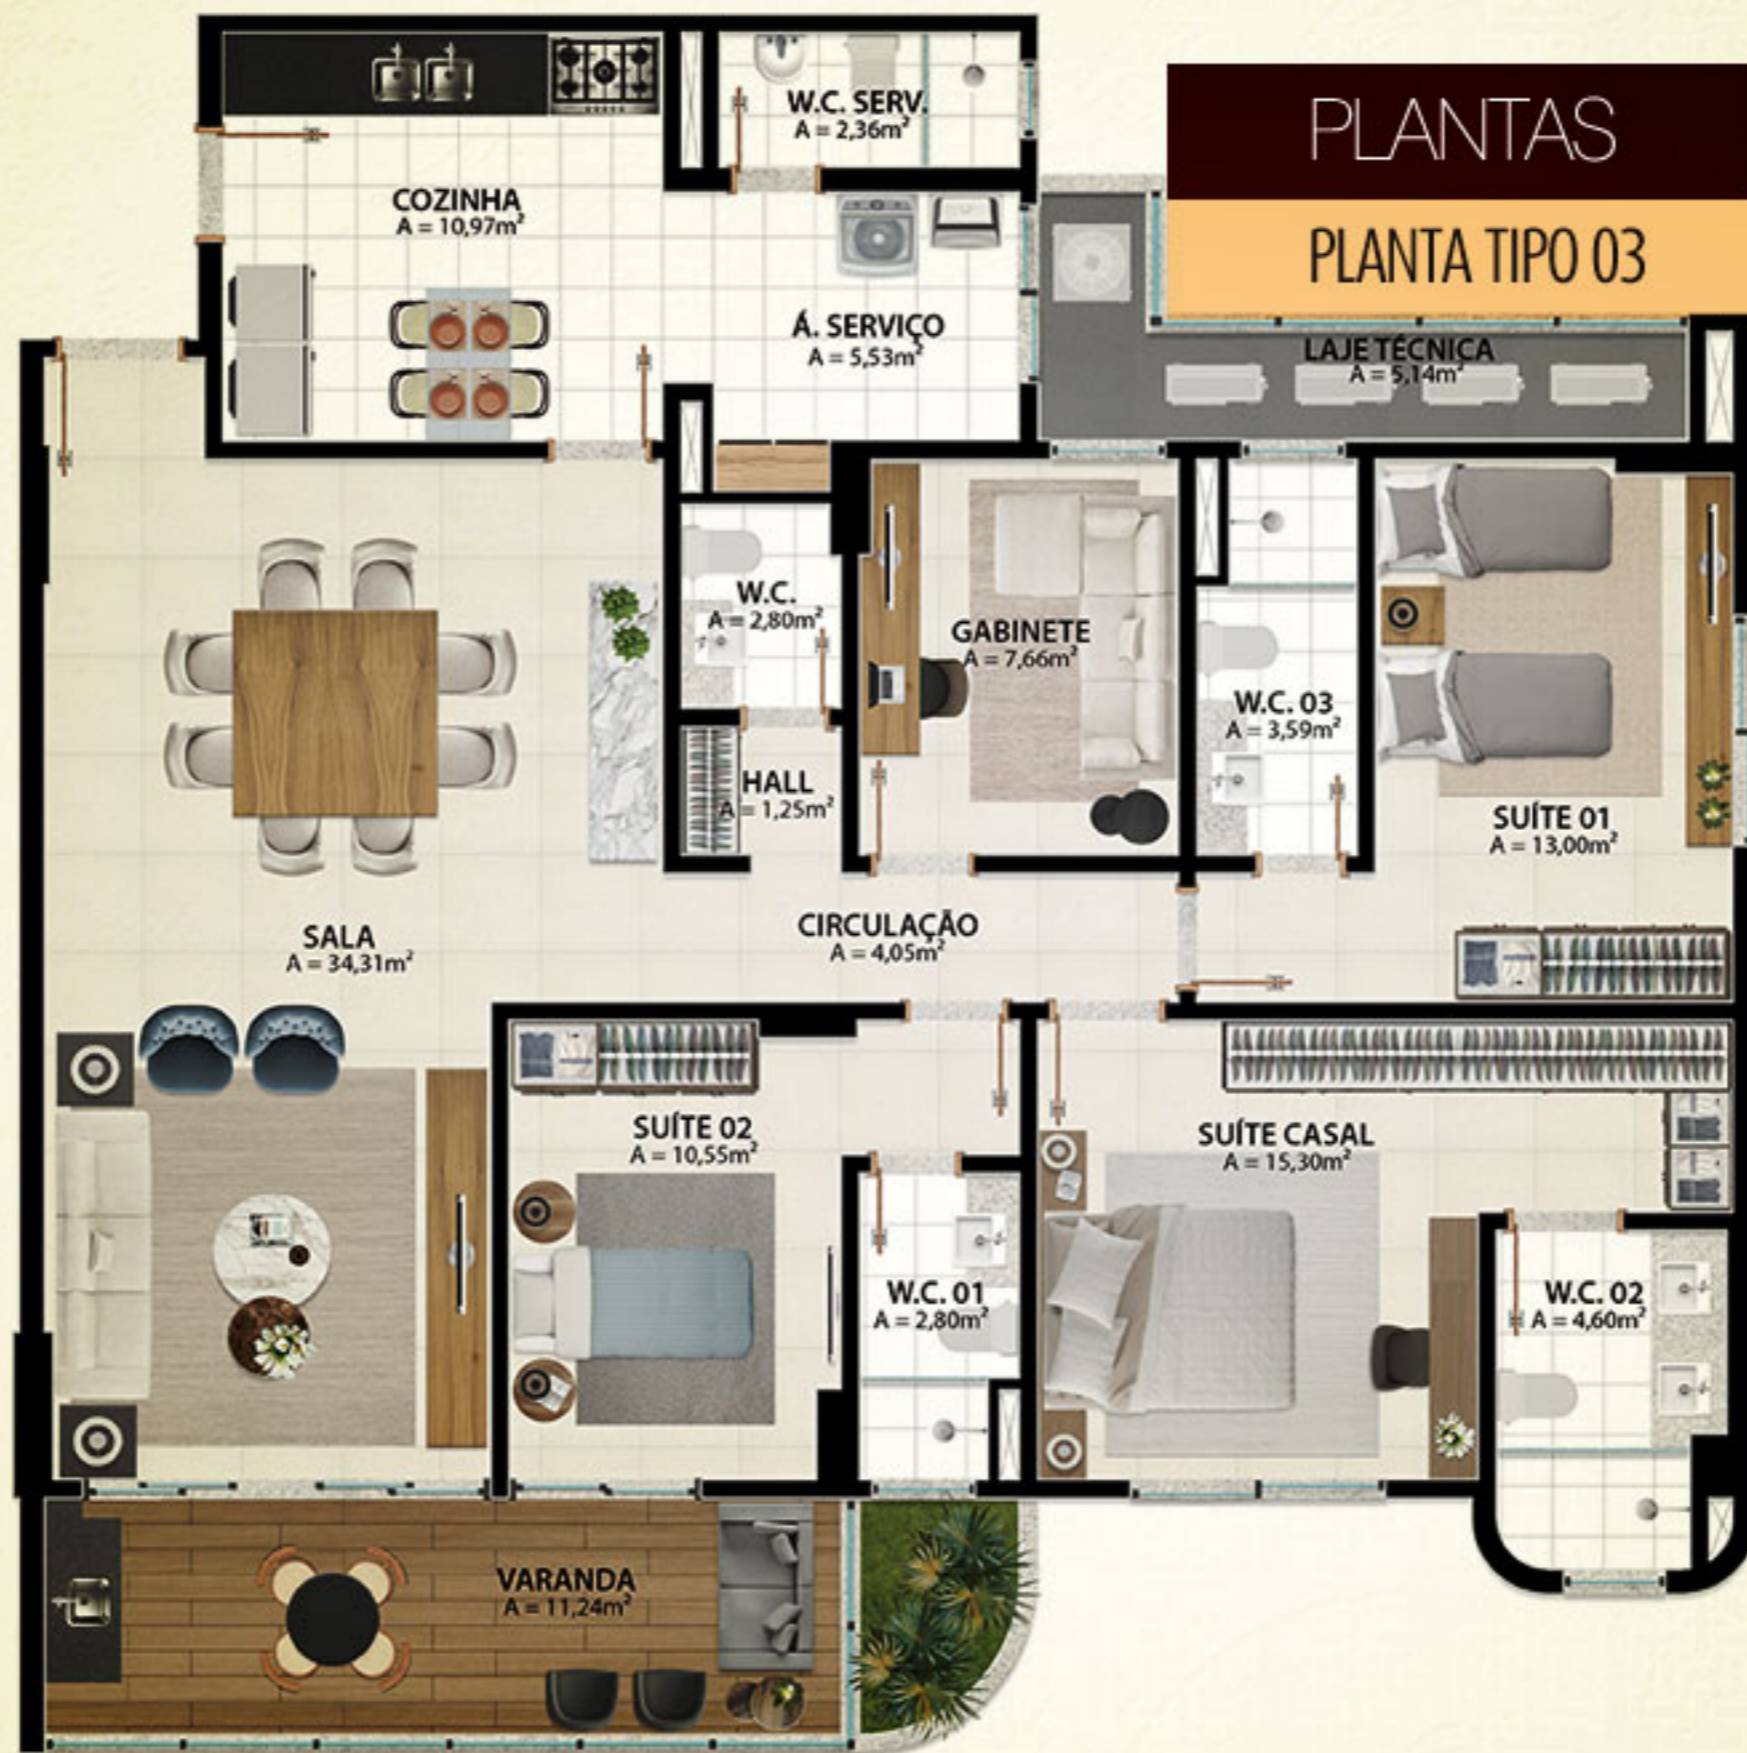 PLANTAS
PLANTA TIPO 03
W.C. SERV.
A = 2,36m²
COZINHA
A = 10,97m²
Á. SERVIÇO
A = 5,53m²
LAJE TÉCNICA
A = 5,14m²
W.C.
A = 2,80m²
GABINETE
A = 7,66m²
W.C. 03
A = 3,59m²
HALL
A = 1,25m²
SUÍTE 01
A = 13,00m²
SALA
A = 34,31m²
CIRCULAÇÃO
A = 4,05m²
SUÍTE 02
A = 10,55m²
SUÍTE CASAL
A = 15,30m²
W.C. 01
A = 2,80m²
W.C. 02
A = 4,60m²
VARANDA
A = 11,24m²